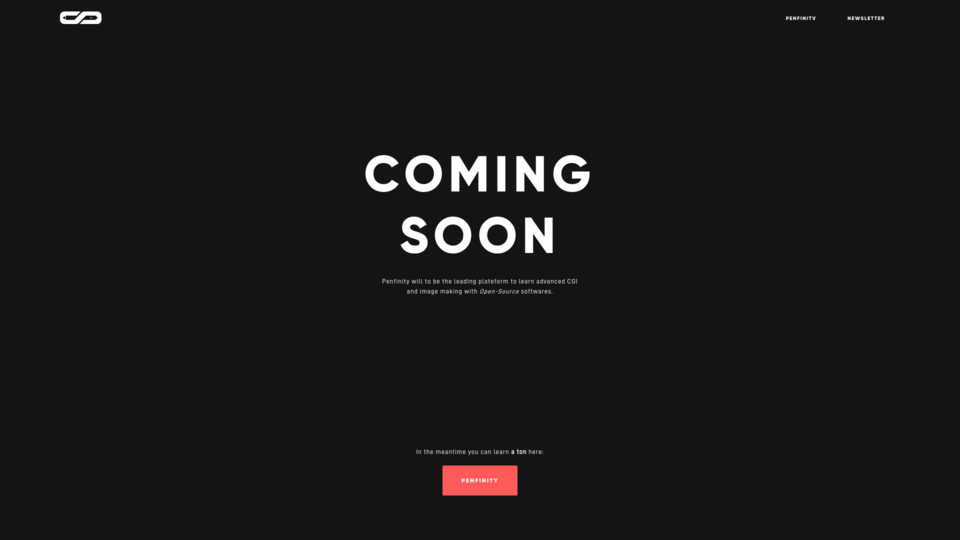 PENFINITY
NEWSLETTER
COMING
SOON
Penfinity will to be the leading plateform to learn advanced CGI
and image making with Open-Source softwares.
In the meantime you can learn a ton here:
PENFINITY